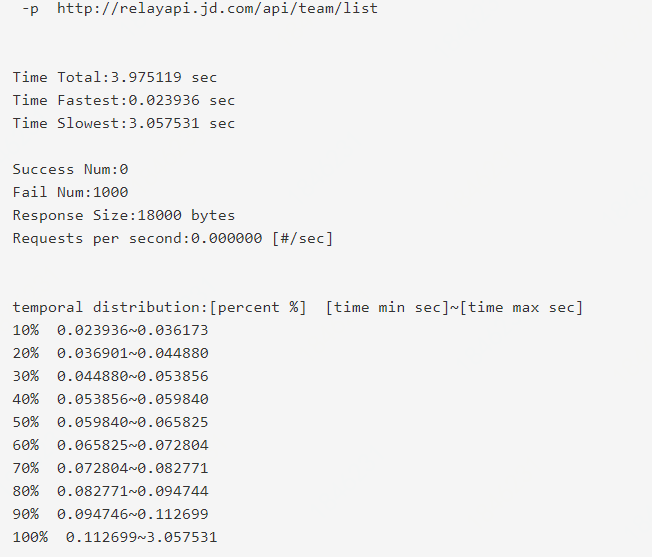 -p  http://relayapi.jd.com/api/team/list
Time Total:3.975119 sec
Time Fastest:0.023936 sec
Time Slowest:3.057531 sec
Success Num:0
Fail Num:1000
Response Size:18000 bytes
Requests per second:0.000000 [#/sec]
temporal distribution:[percent %]  [time min sec]~[time max sec]
10%  0.023936~0.036173
20%  0.036901~0.044880
30%  0.044880~0.053856
40%  0.053856~0.059840
50%  0.059840~0.065825
60%  0.065825~0.072804
70%  0.072804~0.082771
80%  0.082771~0.094744
90%  0.094746~0.112699
100%  0.112699~3.057531